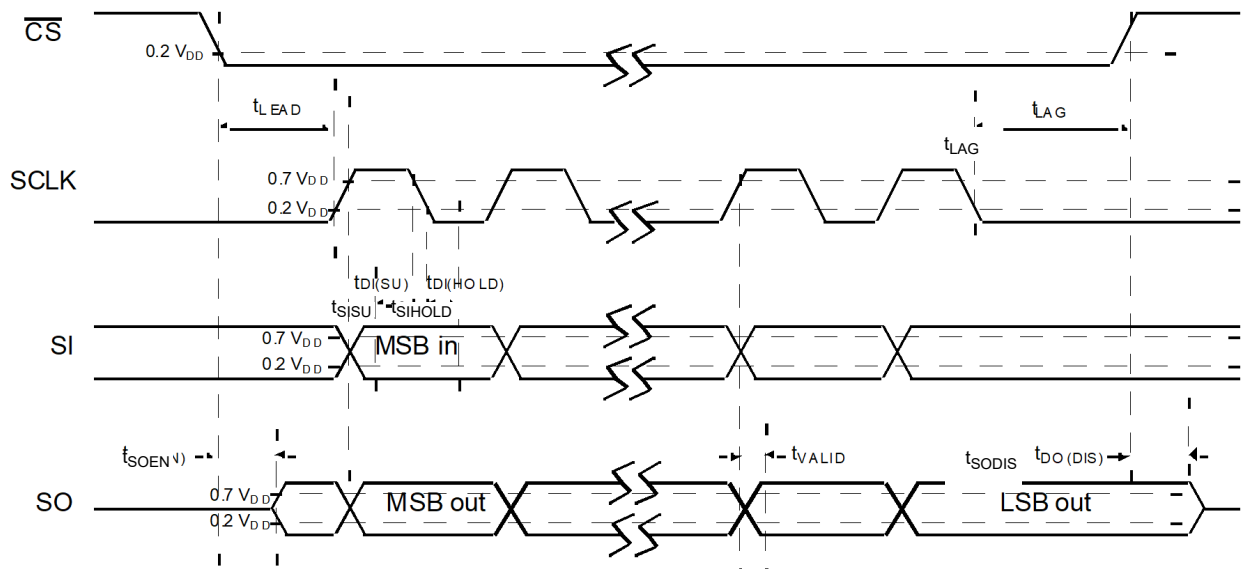 CS
0.2 VDD
tLEAD
tLAG
tLAG
SCLK
0.7 VDD
0.2 VDD
tDI(SU)
tDI(HOLD)
tSISU
tSIHOLD
SI
0.7 VDD
MSB in
0.2 VDD
tSOEN
tVALID
tSODIS
tDO(DIS)
SO
0.7 VDD
MSB out
LSB out
0.2 VDD